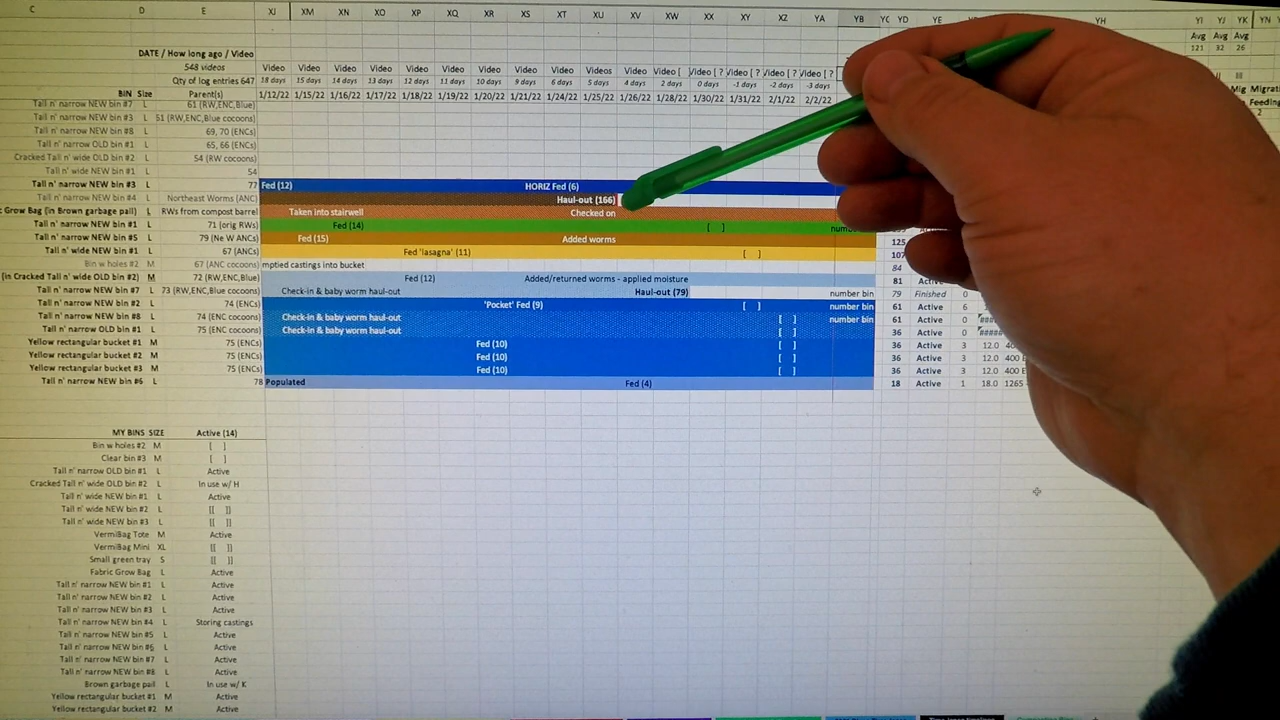 C D E XJ XM XN XO XP XQ XR XS XT XU XV XW XX XY XZ YA YB YC YD YE YH YI YJ YK YN
Avg Avg Avg
DATE / How long ago / Video 121 32 26
548 videos Video Video Video Video Video Video Video Video Video Videos Video Video [ Video [ ? Video [ ? Video [ ? Video [ ?
Qty of log entries 647 18 days 15 days 14 days 13 days 12 days 11 days 10 days 9 days 6 days 5 days 4 days 2 days 0 days -1 days -2 days -3 days
BIN Size Parent(s) 1/12/22 1/15/22 1/16/22 1/17/22 1/18/22 1/19/22 1/20/22 1/21/22 1/24/22 1/25/22 1/26/22 1/28/22 1/30/22 1/31/22 2/1/22 2/2/22 Mig Migrati
Tall n' narrow NEW bin #7 L 61 (RW,ENC,Blue) Feeding
Tall n' narrow NEW bin #3 L 51 (RW,ENC,Blue cocoons)
Tall n' narrow NEW bin #8 L 69, 70 (ENCs)
Tall n' narrow OLD bin #1 L 65, 66 (ENCs)
Cracked Tall n' wide OLD bin #2 L 54 (RW cocoons)
Tall n' wide NEW bin #1 L 54
Tall n' narrow NEW bin #3 L 77 Fed (12) HORIZ Fed (6)
Tall n' narrow NEW bin #4 L Northeast Worms (ANC) Haul-out (166)
c Grow Bag (in Brown garbage pail) L RWs from compost barrel Taken into stairwell Checked on
Tall n' narrow NEW bin #1 L 71 (orig RWs) Fed (14) [ ] numb
Tall n' narrow NEW bin #5 L 79 (Ne W ANCs) Fed (15) Added worms 125
Tall n' wide NEW bin #1 L 67 (ANCs) Fed 'lasagna' (11) [ ] 107
Bin w holes #2 M 67 (ANC cocoons) mptied castings into bucket 84
(in Cracked Tall n' wide OLD bin #2) M 72 (RW,ENC,Blue) Fed (12) Added/returned worms - applied moisture 81 Active
Tall n' narrow NEW bin #7 L 73 (RW,ENC,Blue cocoons) Check-in & baby worm haul-out Haul-out (79) number bin 79 Finished 0
Tall n' narrow NEW bin #2 L 74 (ENCs) 'Pocket' Fed (9) [ ] number bin 61 Active 6
Tall n' narrow NEW bin #8 L 74 (ENC cocoons) Check-in & baby worm haul-out [ ] number bin 61 Active 0
Tall n' narrow OLD bin #1 L 75 (ENC cocoons) Check-in & baby worm haul-out [ ] 36 Active 0 #####
Yellow rectangular bucket #1 M 75 (ENCs) Fed (10) [ ] 36 Active 3 12.0
Yellow rectangular bucket #2 M 75 (ENCs) Fed (10) [ ] 36 Active 3 12.0 400 E
Yellow rectangular bucket #3 M 75 (ENCs) Fed (10) [ ] 36 Active 3 12.0 400 E
Tall n' narrow NEW bin #6 L 78 Populated Fed (4) 18 Active 1 18.0 1265
MY BINS SIZE Active (14)
Bin w holes #2 M [ ]
Clear bin #3 M [ ]
Tall n' narrow OLD bin #1 L Active
Cracked Tall n' wide OLD bin #2 L In use w/ H
Tall n' wide NEW bin #1 L Active
Tall n' wide NEW bin #2 L [[ ]]
Tall n' wide NEW bin #3 L [[ ]]
VermiBag Tote M Active
VermiBag Mini XL [[ ]]
Small green tray S [[ ]]
Fabric Grow Bag L Active
Tall n' narrow NEW bin #1 L Active
Tall n' narrow NEW bin #2 L Active
Tall n' narrow NEW bin #3 L Active
Tall n' narrow NEW bin #4 L Storing castings
Tall n' narrow NEW bin #5 L Active
Tall n' narrow NEW bin #6 L Active
Tall n' narrow NEW bin #7 L Active
Tall n' narrow NEW bin #8 L Active
Brown garbage pail L In use w/ K
Yellow rectangular bucket #1 M Active
Yellow rectangular bucket #2 M Active